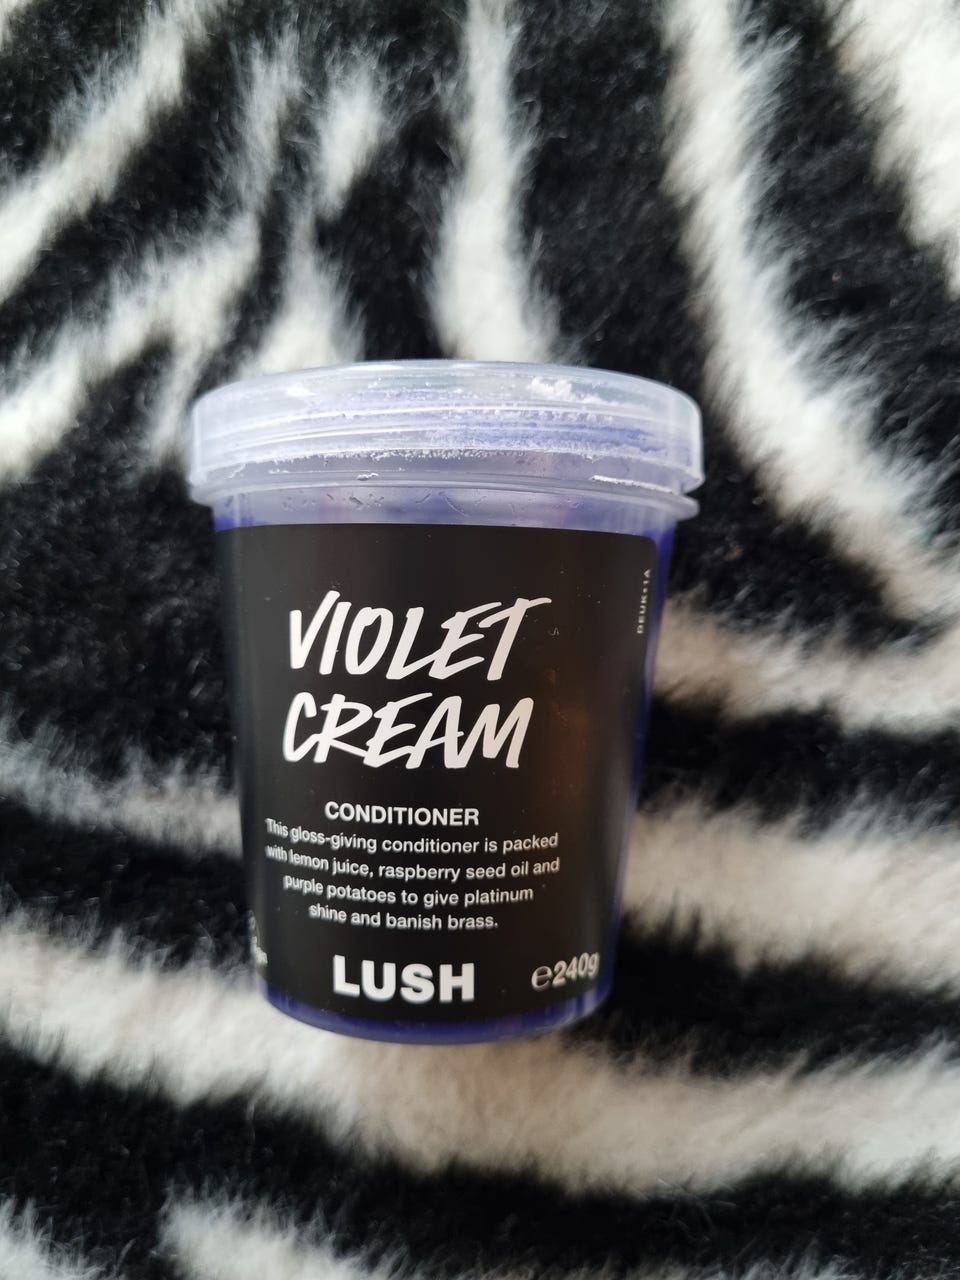 VIOLET
CREAM
CONDITIONER
This gloss-giving conditioner is packed
with lemon juice, raspberry seed oil and
purple potatoes to give platinum
shine and banish brass.
LUSH
℮240g